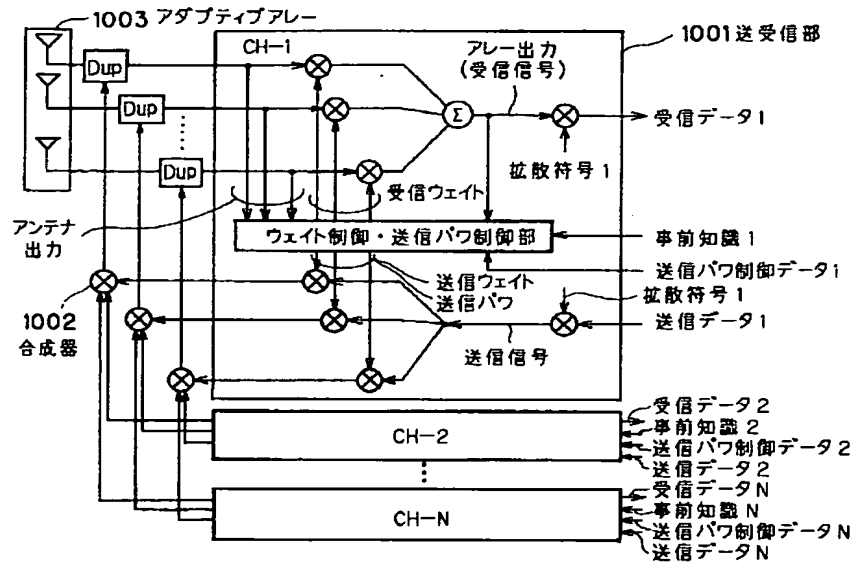 1003 アダプティブアレー
CH-1
アレー出力
(受信信号)
1001 送受信部
Dup
Dup
Dup
Σ
受信データ1
拡散符号1
受信ウェイト
アンテナ
出力
ウェイト制御・送信パワ制御部
事前知識1
送信パワ制御データ1
送信ウェイト
送信パワ
拡散符号1
送信データ1
送信信号
1002
合成器
CH-2
受信データ2
事前知識2
送信パワ制御データ2
送信データ2
CH-N
受信データN
事前知識N
送信パワ制御データN
送信データN